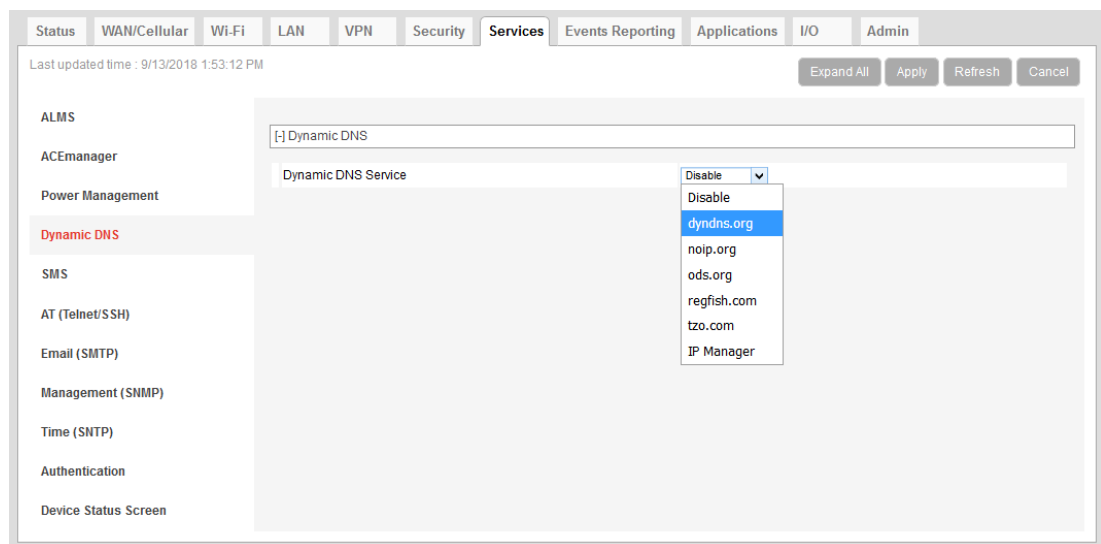 Status WAN/Cellular Wi-Fi LAN VPN Security Services Events Reporting Applications I/O Admin
Last updated time : 9/13/2018 1:53:12 PM
Expand All Apply Refresh Cancel
ALMS
ACEmanager
Power Management
Dynamic DNS
SMS
AT (Telnet/SSH)
Email (SMTP)
Management (SNMP)
Time (SNTP)
Authentication
Device Status Screen
[-] Dynamic DNS
Dynamic DNS Service Disable
Disable
dyndns.org
noip.org
ods.org
regfish.com
tzo.com
IP Manager